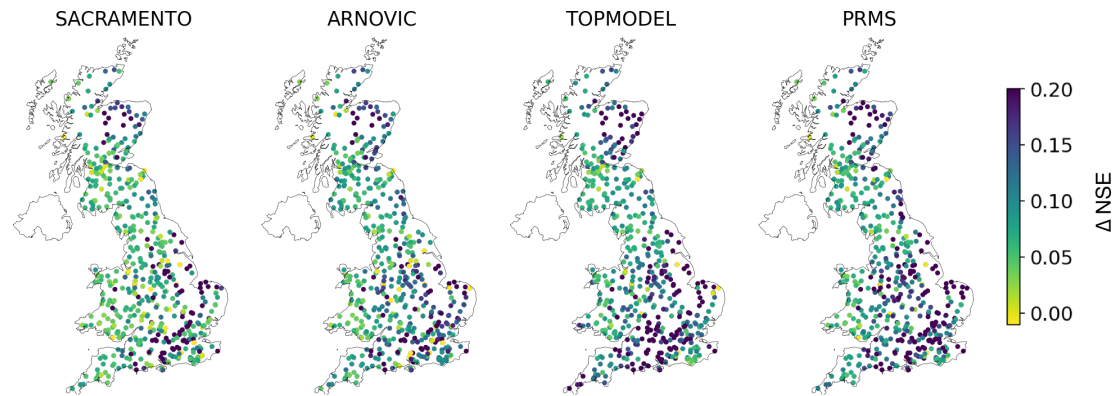 SACRAMENTO ARNOVIC TOPMODEL PRMS
0.20
0.15
0.10
0.05
0.00
Δ NSE